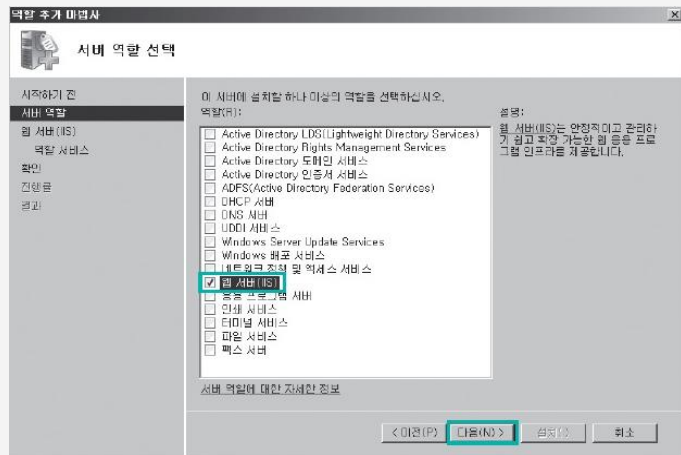 역할 추가 마법사
서버 역할 선택
시작하기 전
서버 역할
웹 서버(IIS)
역할 서비스
확인
진행률
결과
이 서버에 설치할 하나 이상의 역할을 선택하십시오.
역할(R):
Active Directory LDS(Lightweight Directory Services)
Active Directory Rights Management Services
Active Directory 도메인 서비스
Active Directory 인증서 서비스
ADFS(Active Directory Federation Services)
DHCP 서버
DNS 서버
UDDI 서비스
Windows Server Update Services
Windows 배포 서비스
네트워크 정책 및 액세스 서비스
웹 서버(IIS)
응용 프로그램 서버
인쇄 서비스
터미널 서비스
파일 서비스
팩스 서버
서버 역할에 대한 자세한 정보
설명:
웹 서버(IIS)는 안정적이고 관리하
기 쉽고 확장 가능한 웹 응용 프로
그램 인프라를 제공합니다.
< 이전(P)
다음(N) >
설치(I)
취소